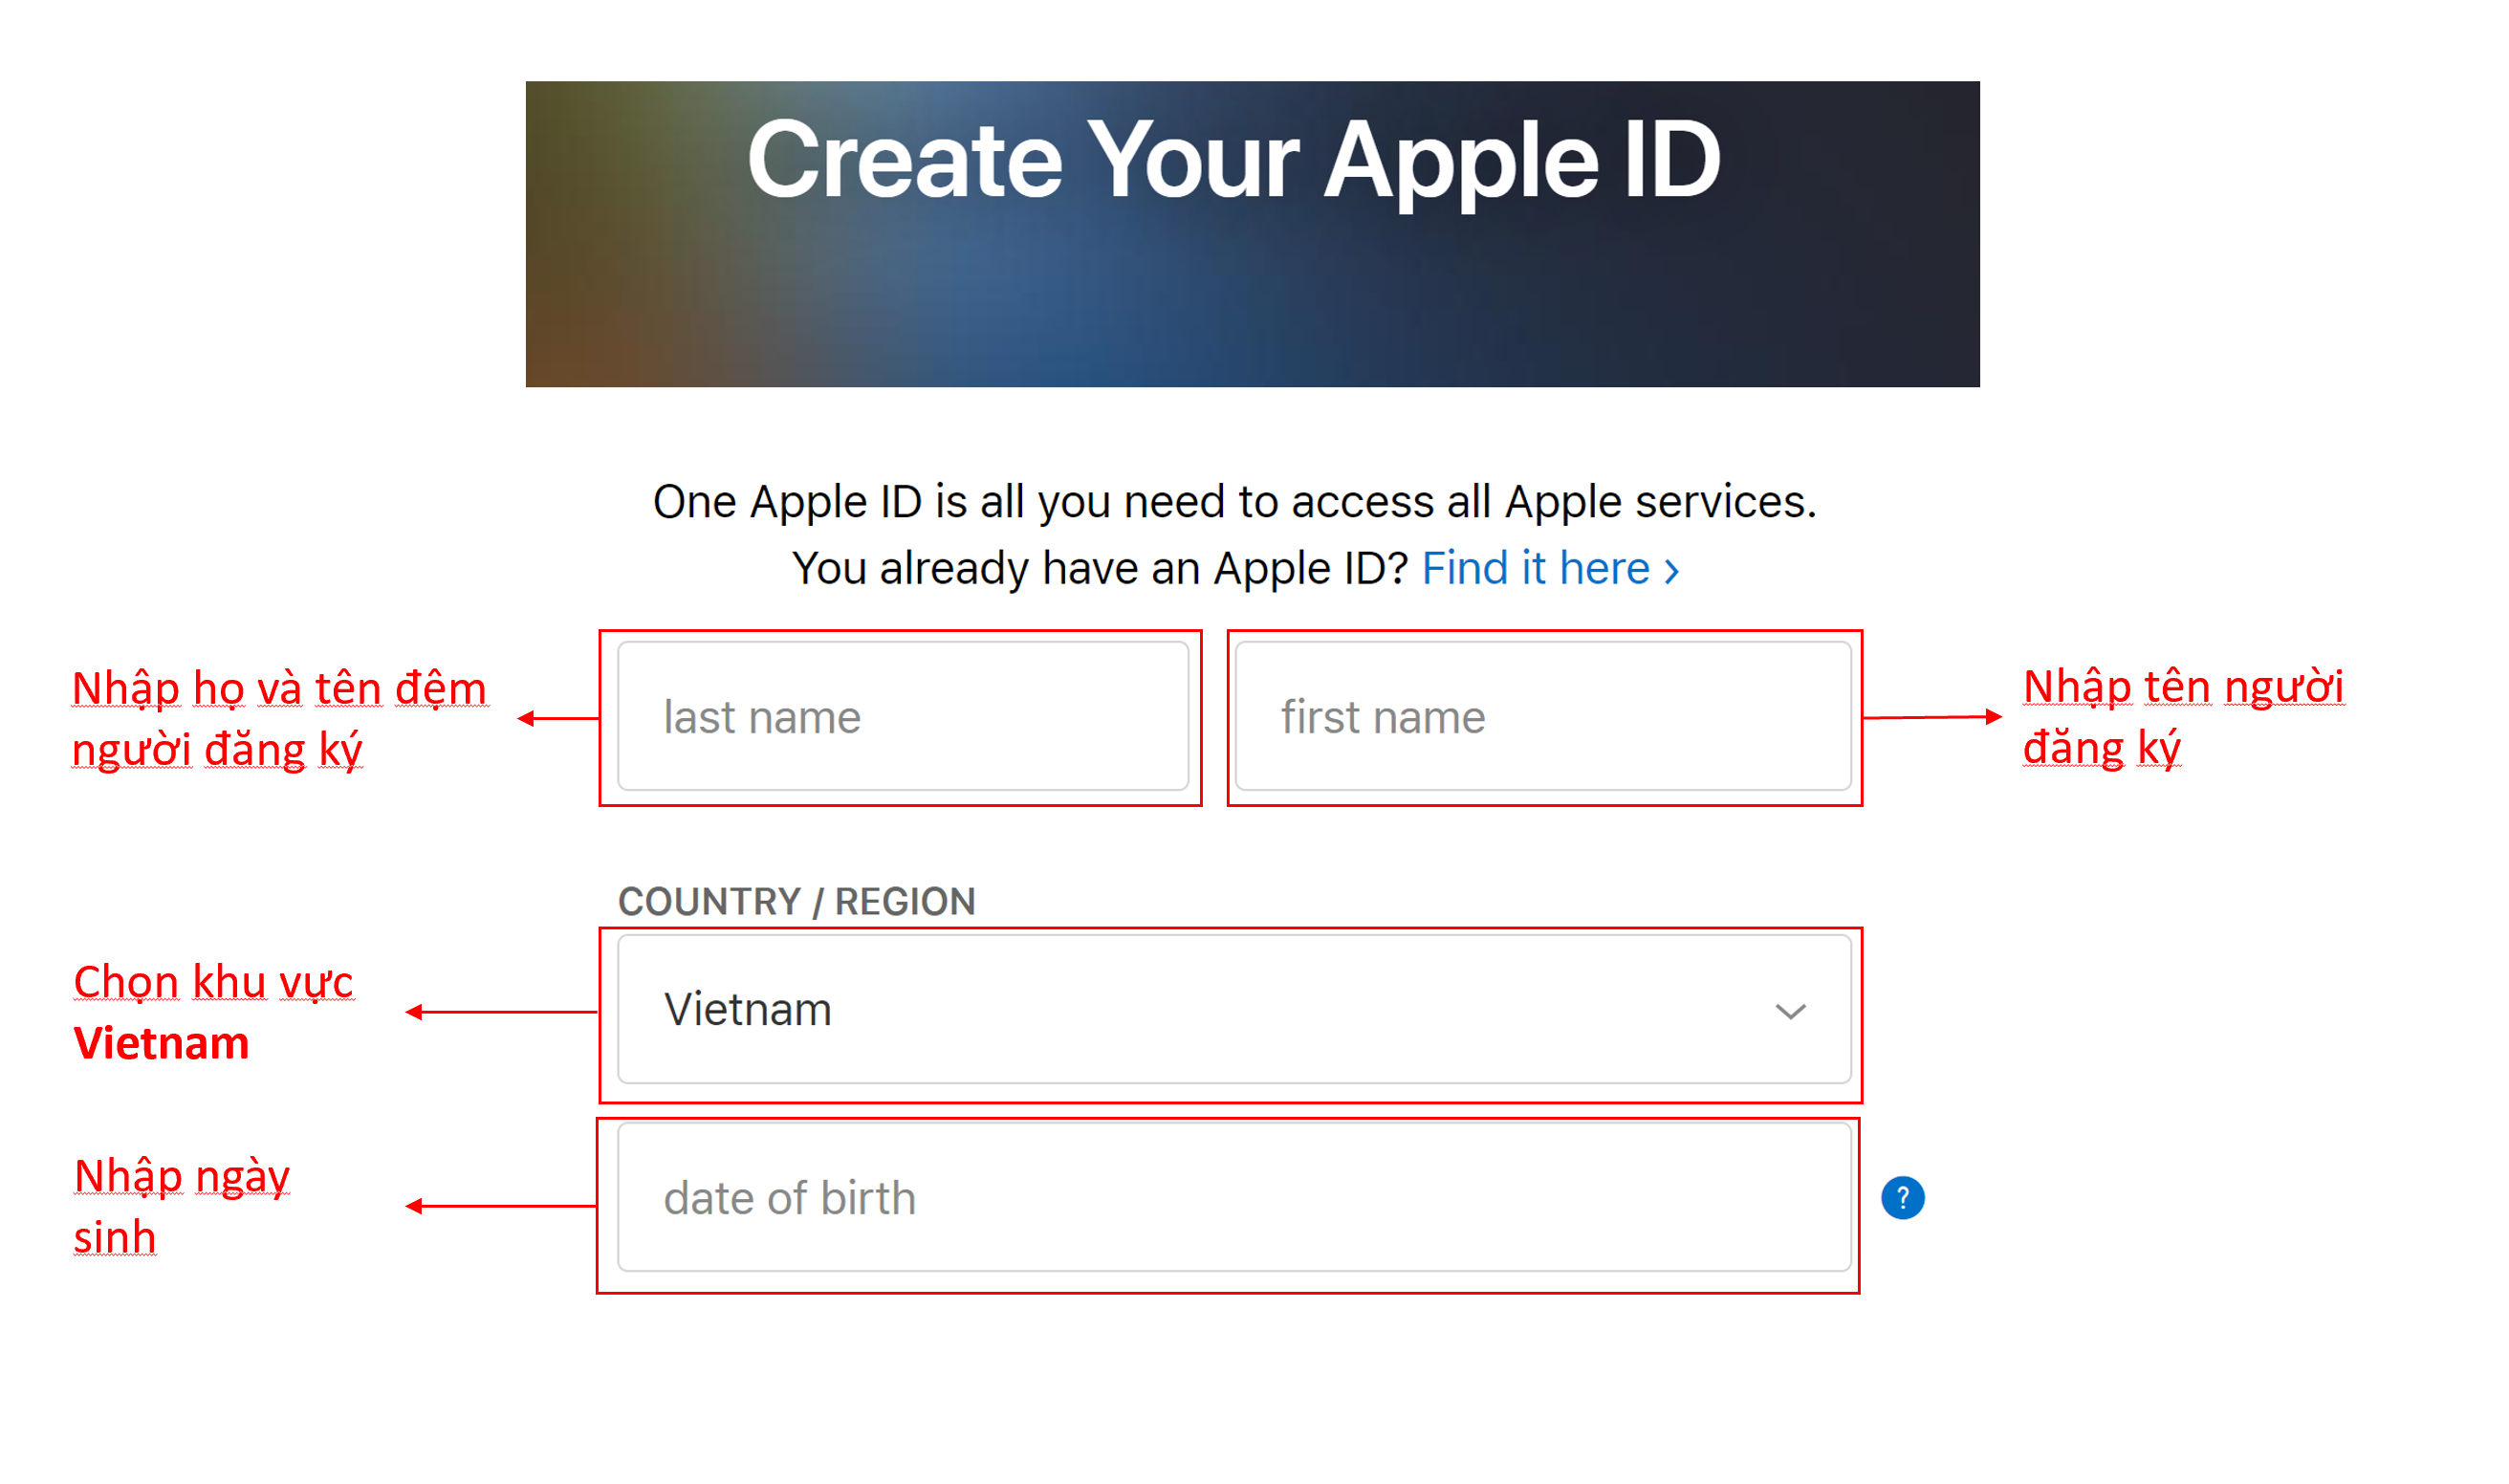 Create Your Apple ID
One Apple ID is all you need to access all Apple services.
You already have an Apple ID? Find it here >
Nhập họ và tên đệm
người đăng ký
last name
first name
Nhập tên người
đăng ký
COUNTRY / REGION
Chọn khu vực
Vietnam
Vietnam
Nhập ngày
sinh
date of birth
?